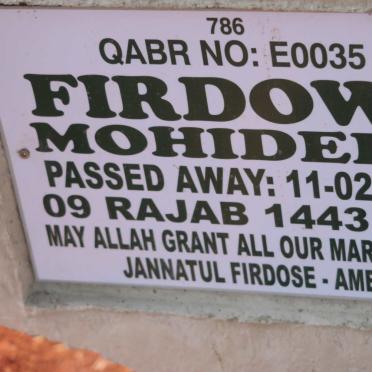 786
QABR NO: E0035
FIRDOW
MOHIDE
PASSED AWAY: 11-02
09 RAJAB 1443
MAY ALLAH GRANT ALL OUR MAR
JANNATUL FIRDOSE - AME